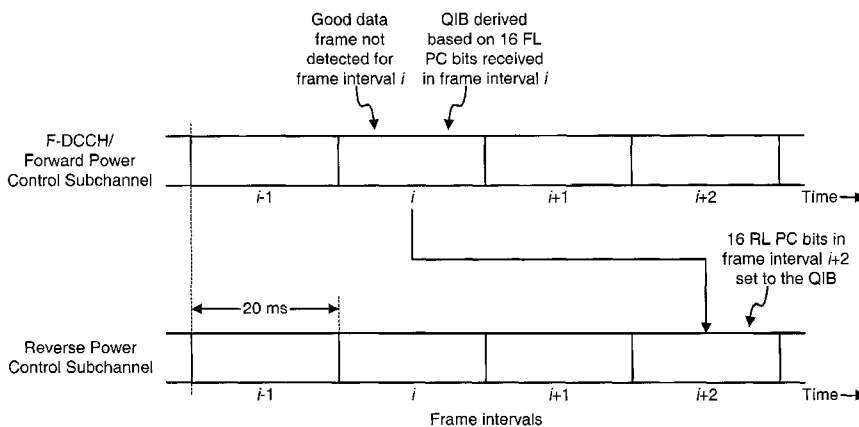 Good data
frame not
detected for
frame interval i
QIB derived
based on 16 FL
PC bits received
in frame interval i
F-DCCH/
Forward Power
Control Subchannel
i-1
i
i+1
i+2
Time
16 RL PC bits in
frame interval i+2
set to the QIB
20 ms
Reverse Power
Control Subchannel
i-1
i
i+1
i+2
Time
Frame intervals